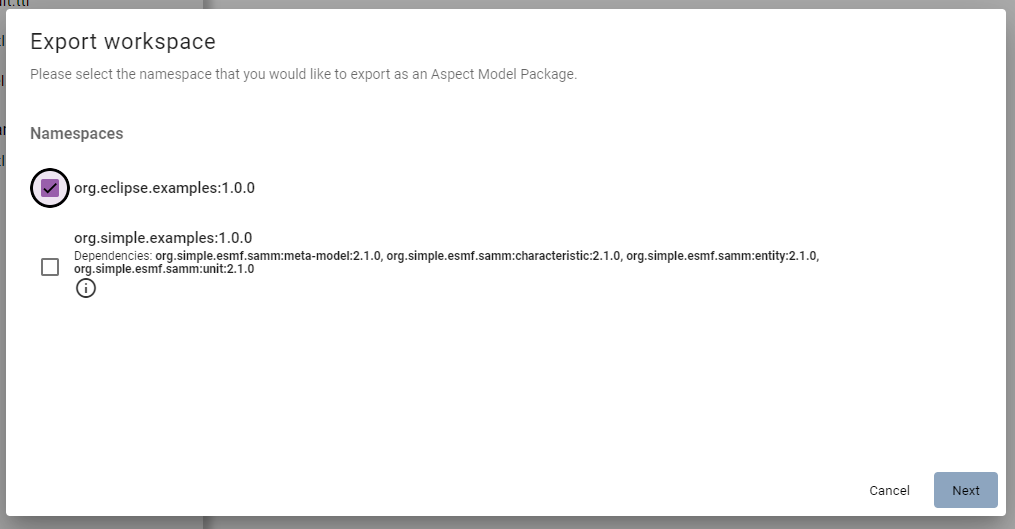 Export workspace
Please select the namespace that you would like to export as an Aspect Model Package.
Namespaces
org.eclipse.examples:1.0.0
org.simple.examples:1.0.0
Dependencies: org.simple.esmf.samm:meta-model:2.1.0, org.simple.esmf.samm:characteristic:2.1.0, org.simple.esmf.samm:entity:2.1.0,
org.simple.esmf.samm:unit:2.1.0
Cancel
Next